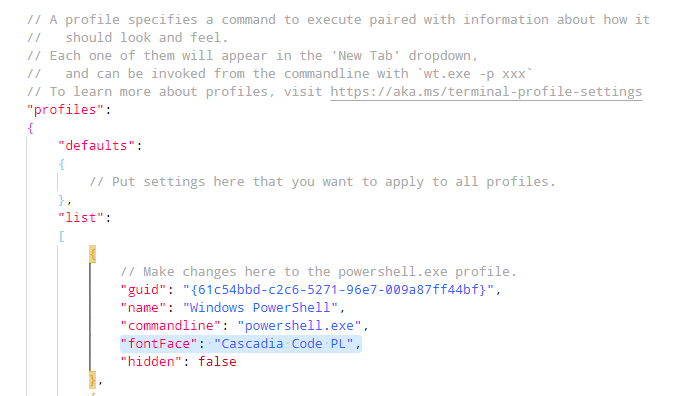 // A profile specifies a command to execute paired with information about how it
//   should look and feel.
// Each one of them will appear in the 'New Tab' dropdown,
//   and can be invoked from the commandline with `wt.exe -p xxx`
// To learn more about profiles, visit https://aka.ms/terminal-profile-settings
"profiles":
{
    "defaults":
    {
        // Put settings here that you want to apply to all profiles.
    },
    "list":
    [
        {
            // Make changes here to the powershell.exe profile.
            "guid": "{61c54bbd-c2c6-5271-96e7-009a87ff44bf}",
            "name": "Windows PowerShell",
            "commandline": "powershell.exe",
            "fontFace": "Cascadia Code PL",
            "hidden": false
        },